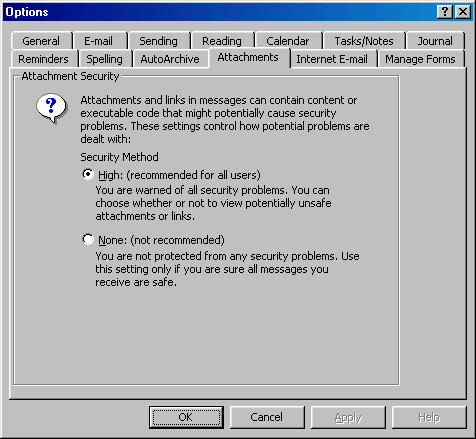 Options
General E-mail Sending Reading Calendar Tasks/Notes Journal
Reminders Spelling AutoArchive Attachments Internet E-mail Manage Forms
Attachment Security
?
Attachments and links in messages can contain content or
executable code that might potentially cause security
problems. These settings control how potential problems are
dealt with:
Security Method
High: (recommended for all users)
You are warned of all security problems. You can
choose whether or not to view potentially unsafe
attachments or links.
None: (not recommended)
You are not protected from any security problems. Use
this setting only if you are sure all messages you
receive are safe.
OK Cancel Apply Help